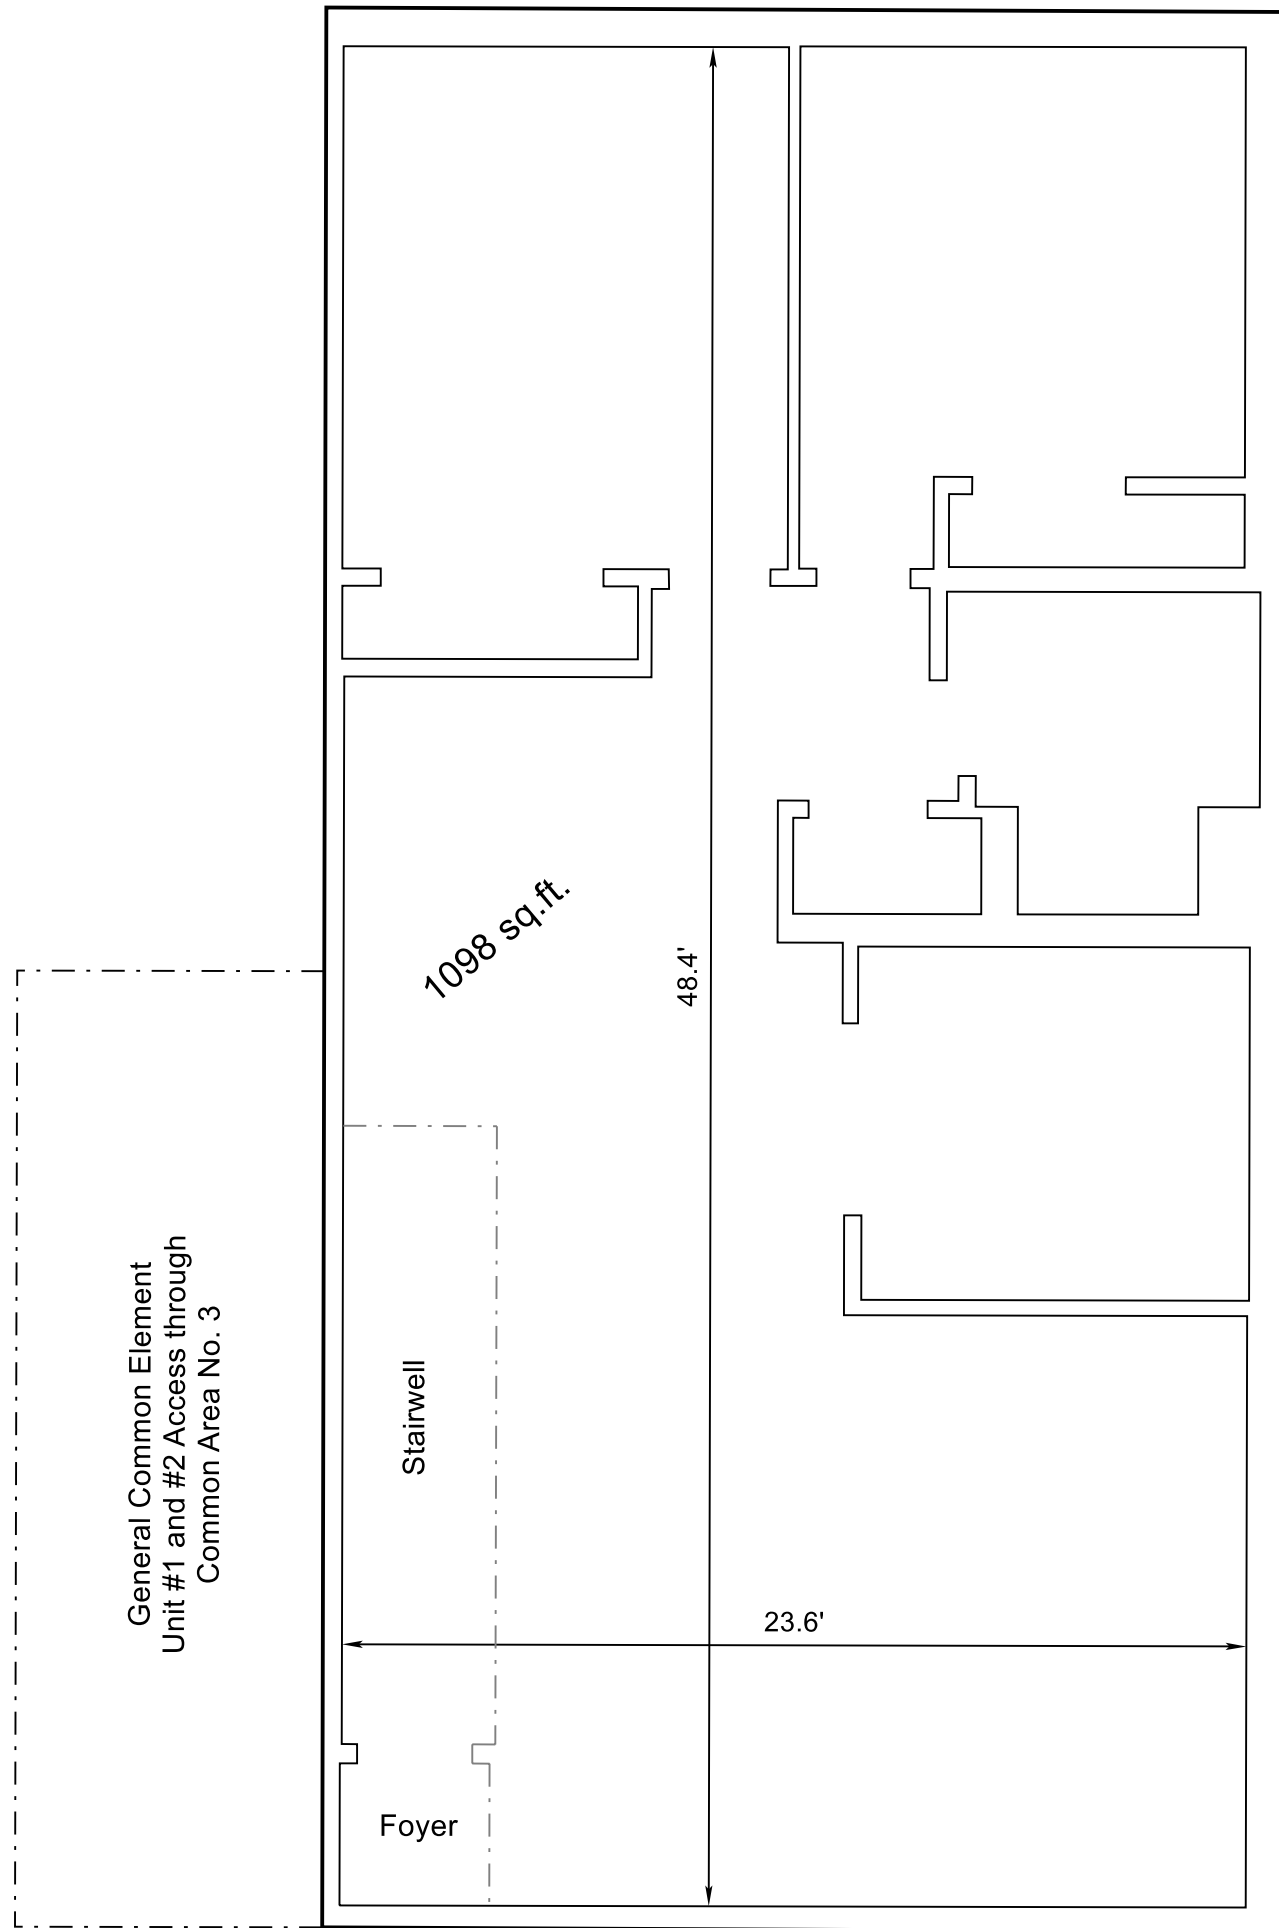 1098 sq.ft.
48.4'
General Common Element
Unit #1 and #2 Access through
Common Area No. 3
Stairwell
23.6'
Foyer